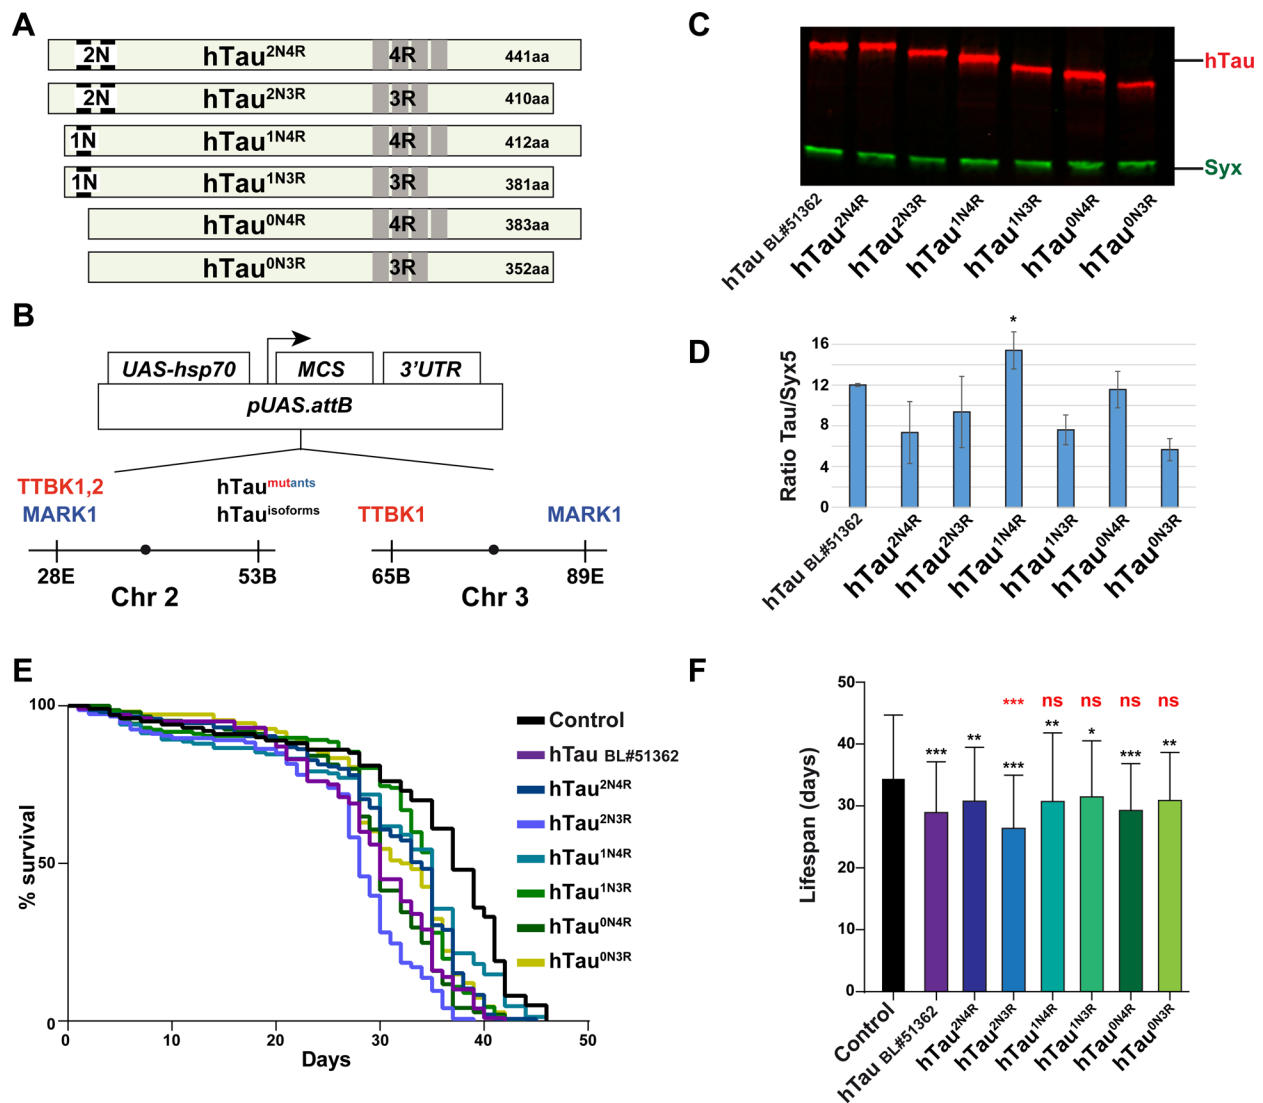 A
2N hTau2N4R 4R 441aa
2N hTau2N3R 3R 410aa
1N hTau1N4R 4R 412aa
1N hTau1N3R 3R 381aa
hTau0N4R 4R 383aa
hTau0N3R 3R 352aa
B
UAS-hsp70 MCS 3'UTR
pUAS.attB
TTBK1,2 hTaumutants
MARK1 hTauisoforms TTBK1 MARK1
28E 53B 65B 89E
Chr 2 Chr 3
C
hTau
Syx
hTau BL#51362
hTau2N4R
hTau2N3R
hTau1N4R
hTau1N3R
hTau0N4R
hTau0N3R
D
Ratio Tau/Syx5
16
12
8
4
0
*
hTau BL#51362
hTau2N4R
hTau2N3R
hTau1N4R
hTau1N3R
hTau0N4R
hTau0N3R
E
% survival
100
50
0
0 10 20 30 40 50
Days
Control
hTau BL#51362
hTau2N4R
hTau2N3R
hTau1N4R
hTau1N3R
hTau0N4R
hTau0N3R
F
Lifespan (days)
50
40
30
20
10
0
*** ns ns ns ns
*** ** *** ** * *** **
Control
hTau BL#51362
hTau2N4R
hTau2N3R
hTau1N4R
hTau1N3R
hTau0N4R
hTau0N3R